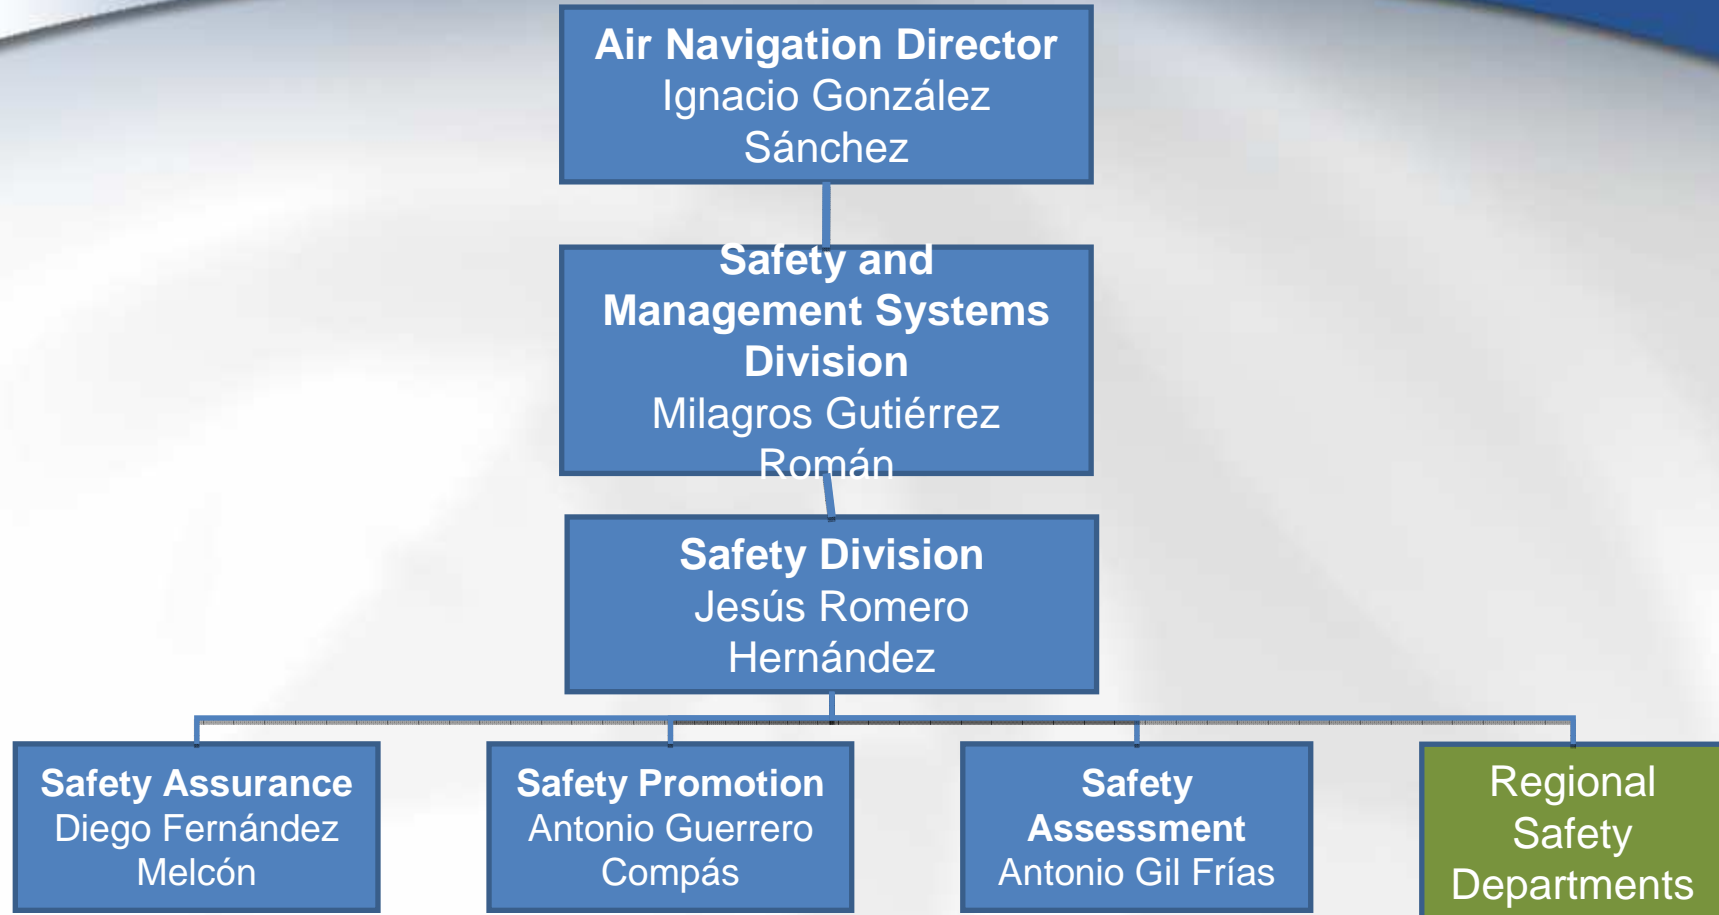 Air Navigation Director
Ignacio González
Sánchez
Safety and
Management Systems
Division
Milagros Gutiérrez
Román
Safety Division
Jesús Romero
Hernández
Safety Assurance
Diego Fernández
Melcón
Safety Promotion
Antonio Guerrero
Compás
Safety
Assessment
Antonio Gil Frías
Regional
Safety
Departments